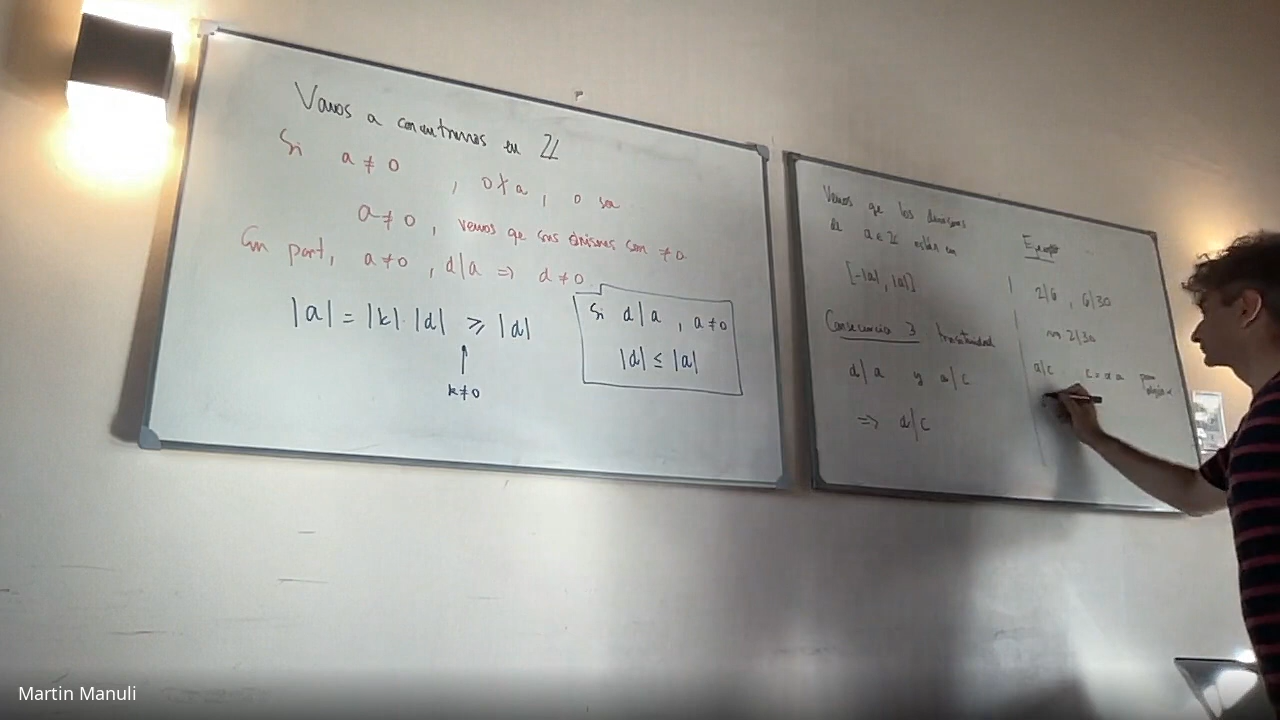 Vamos a concentrarnos en ℤ
Si a ≠ 0 , 0∤a , o sea
a ≠ 0 , vemos que sus divisores son ≠ 0
En part, a ≠ 0 , d|a => d ≠ 0
|a| = |k|·|d| ≥ |d|
↑
k≠0
Si d|a , a≠0
|d| ≤ |a|
Vemos que los divisores
de a ∈ ℤ están en
[-|a|, |a|]
Consecuencia 3 transitividad
d|a y a|c
=> d|c
Ejemplo
2|6 , 6|30
2|30
a|c c = α a para
Martin Manuli